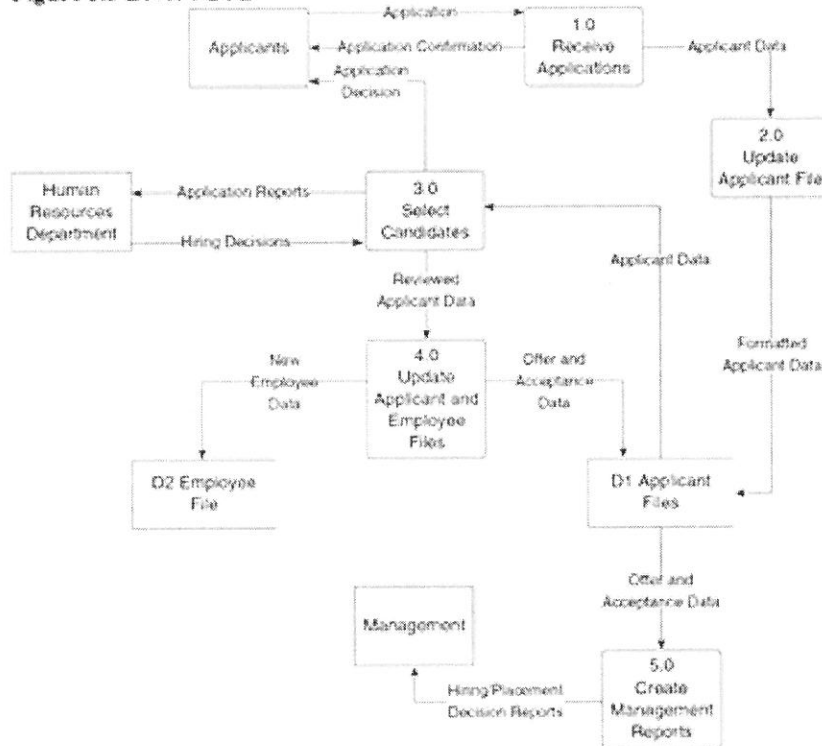 Application
Applicants
1.0
Receive
Applications
Application Confirmation
Applicant Data
Application
Decision
2.0
Update
Applicant File
Human
Resources
Department
Application Reports
3.0
Select
Candidates
Hiring Decisions
Applicant Data
Reviewed
Applicant Data
Formatted
Applicant Data
New
Employee
Data
4.0
Update
Applicant and
Employee
Files
Offer and
Acceptance
Data
D2 Employee
File
D1 Applicant
Files
Offer and
Acceptance Data
Management
5.0
Create
Management
Reports
Hiring/Placement
Decision Reports